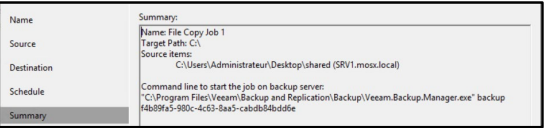 Name
Source
Destination
Schedule
Summary
Summary:
Name: File Copy Job 1
Target Path: C:\
Source items:
C:\Users\Administrateur\Desktop\shared (SRV1.mosx.local)
Command line to start the job on backup server:
"C:\Program Files\Veeam\Backup and Replication\Backup\Veeam.Backup.Manager.exe" backup
f4b89fa5-980c-4c63-8aa5-cabdb84bdd6e